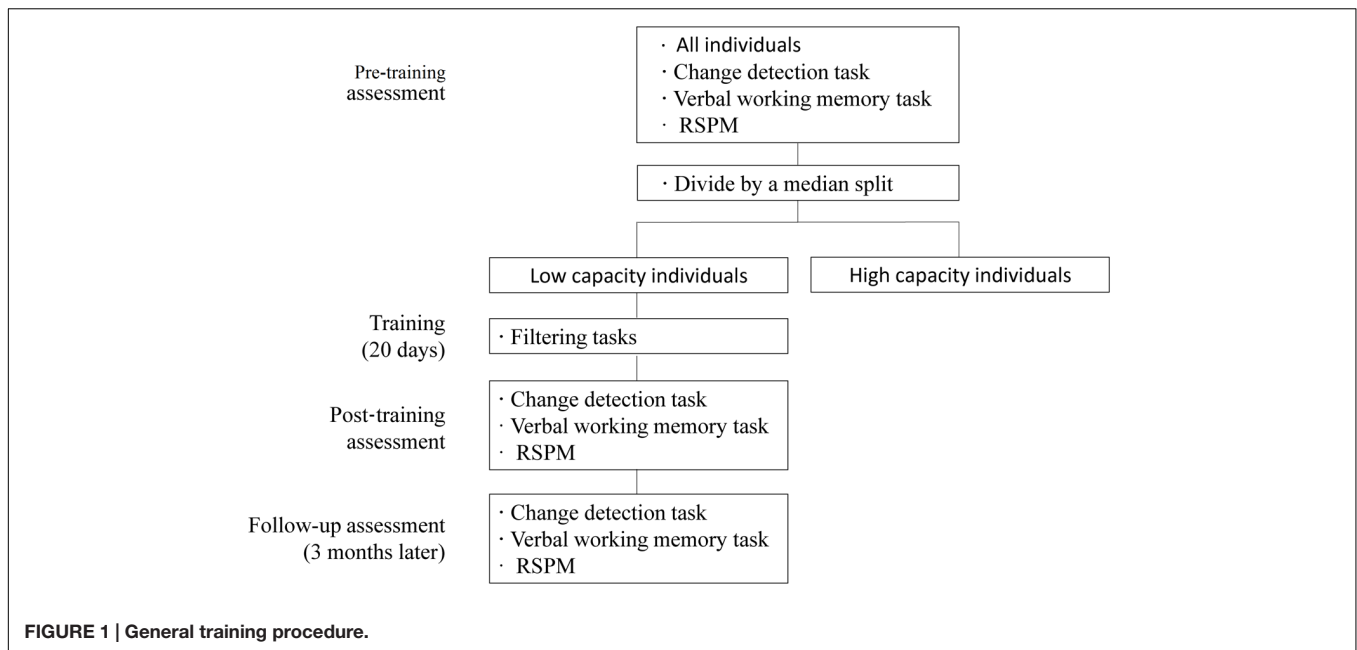 Pre-training
assessment
· All individuals
· Change detection task
· Verbal working memory task
· RSPM
· Divide by a median split
Low capacity individuals
High capacity individuals
Training
(20 days)
· Filtering tasks
Post-training
assessment
· Change detection task
· Verbal working memory task
· RSPM
Follow-up assessment
(3 months later)
· Change detection task
· Verbal working memory task
· RSPM
FIGURE 1 | General training procedure.